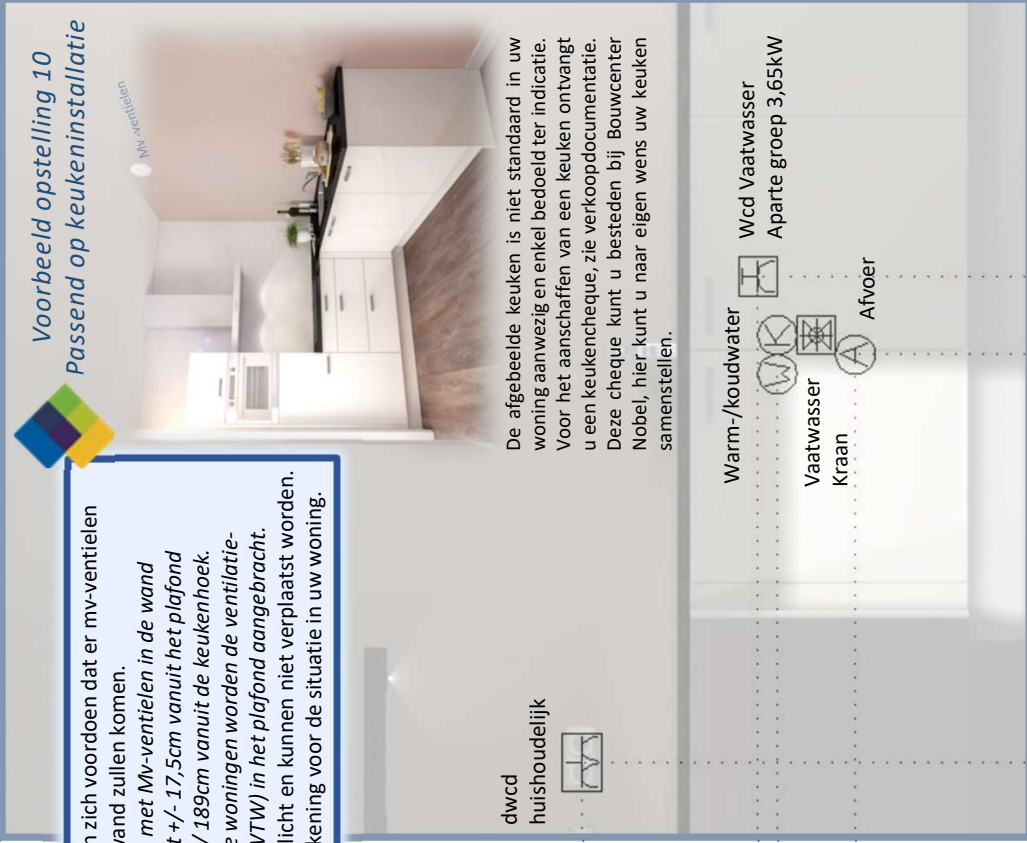 Voorbeeld opstelling 10
Passend op keukeninstallatie
Mv-ventielen
zich voordoen dat er mv-ventielen
zullen komen.
met Mv-ventielen in de wand
+/- 17,5cm vanuit het plafond
/ 189cm vanuit de keukenhoek.
woningen worden de ventilatie-
VTW) in het plafond aangebracht.
licht en kunnen niet verplaatst worden.
kening voor de situatie in uw woning.
De afgebeelde keuken is niet standaard in uw
woning aanwezig en enkel bedoeld ter indicatie.
Voor het aanschaffen van een keuken ontvangt
u een keukencheque, zie verkoopdocumentatie.
Deze cheque kunt u besteden bij Bouwcenter
Nobel, hier kunt u naar eigen wens uw keuken
samenstellen.
dwcd
huishoudelijk
Warm-/koudwater
W K
Vaatwasser
Kraan
A
Afvoer
Wcd Vaatwasser
Aparte groep 3,65kW